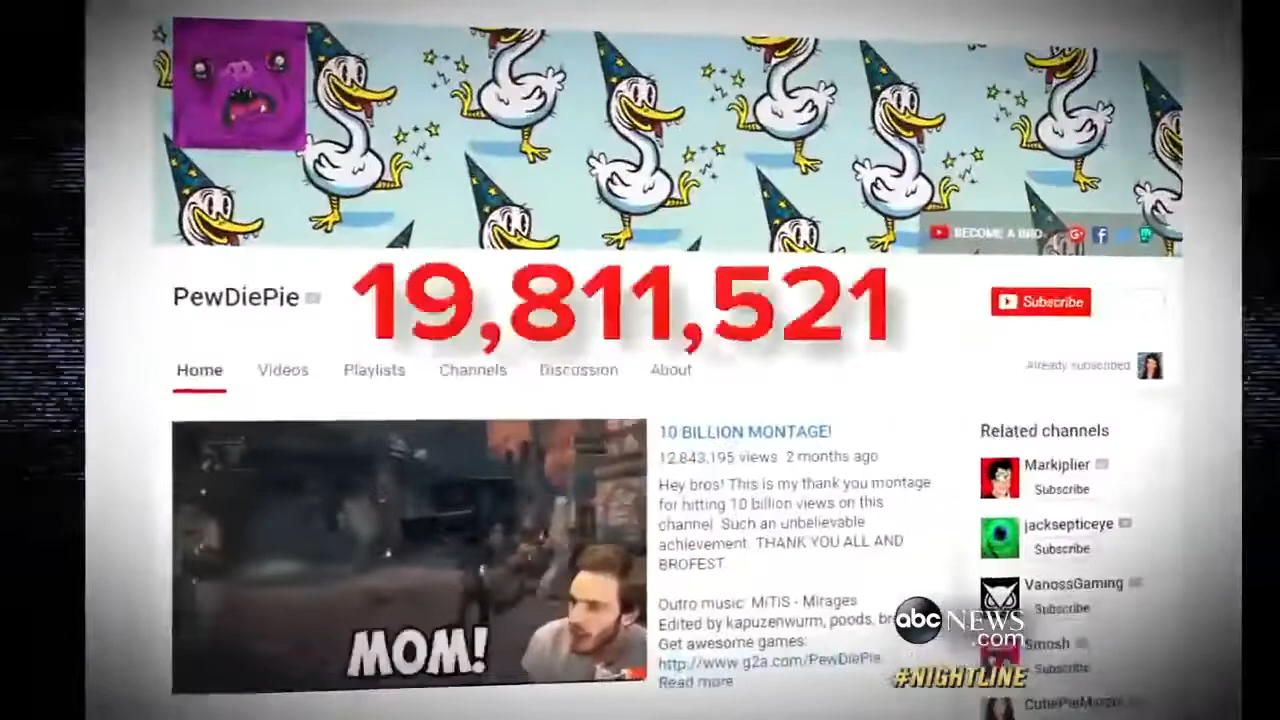 BECOME A BRO
PewDiePie
19,811,521
Subscribe
Home Videos Playlists Channels Discussion About
Already subscribed
MOM!
10 BILLION MONTAGE!
12,843,195 views 2 months ago
Hey bros! This is my thank you montage
for hitting 10 billion views on this
channel. Such an unbelievable
achievement. THANK YOU ALL AND
BROFEST.
Outro music: MiTiS - Mirages
Edited by kapuzenwurm, poods,
Get awesome games:
http://www.g2a.com/PewDiePie
Read more
Related channels
Markiplier
Subscribe
jacksepticeye
Subscribe
VanossGaming
Subscribe
Smosh
Subscribe
abc NEWS
.com
#NIGHTLINE